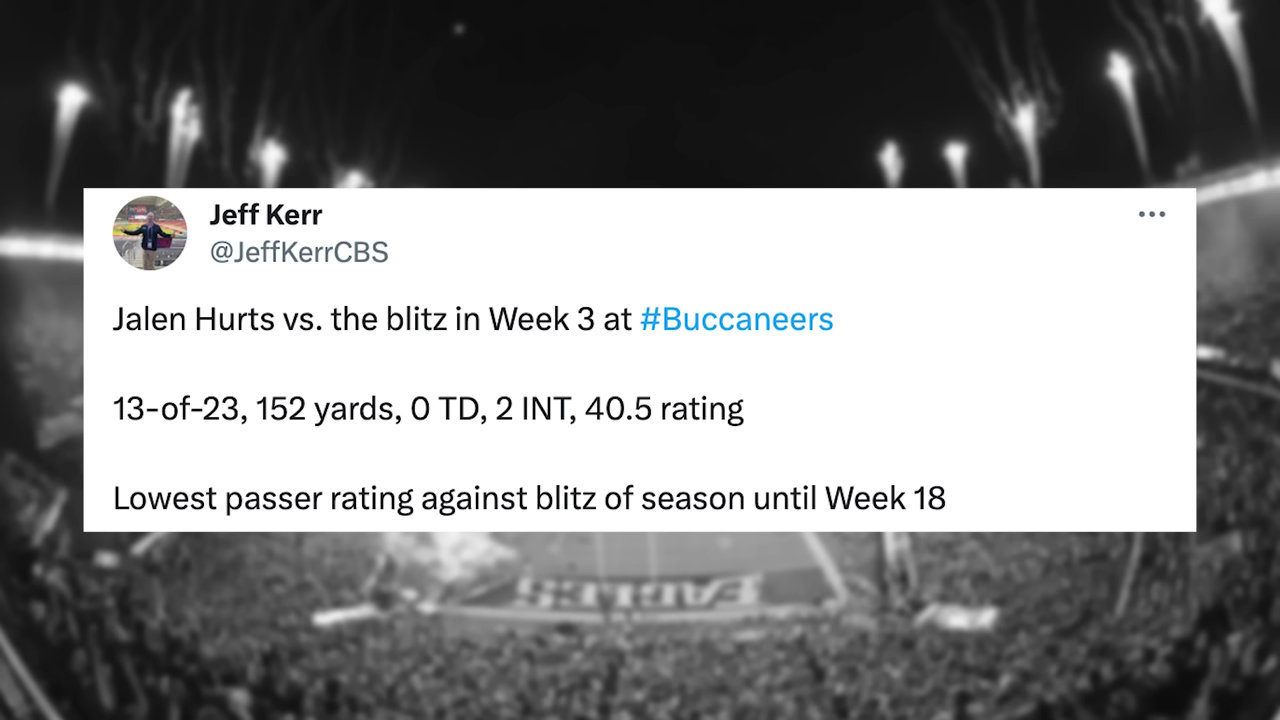 Jeff Kerr
@JeffKerrCBS
Jalen Hurts vs. the blitz in Week 3 at #Buccaneers
13-of-23, 152 yards, 0 TD, 2 INT, 40.5 rating
Lowest passer rating against blitz of season until Week 18
EAGLES